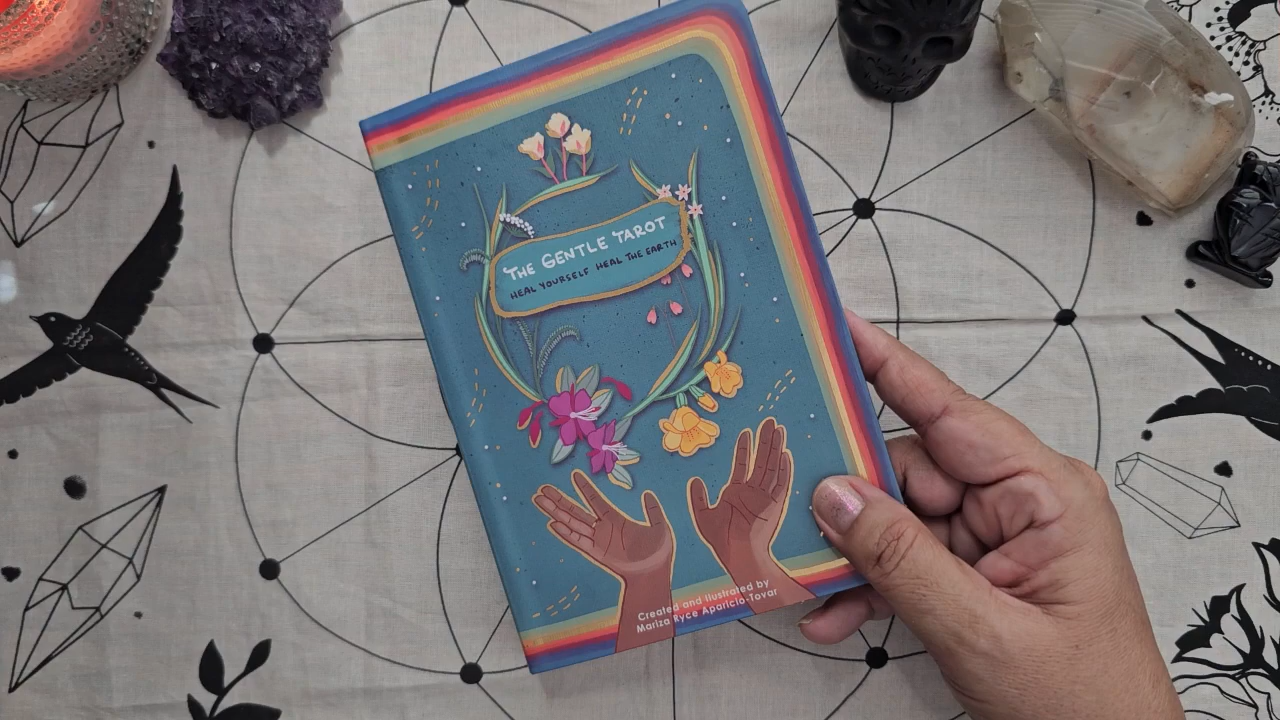 THE GENTLE TAROT
HEAL YOURSELF HEAL THE EARTH
Created and Illustrated by
Mariza Ryce Aparicio-Tovar